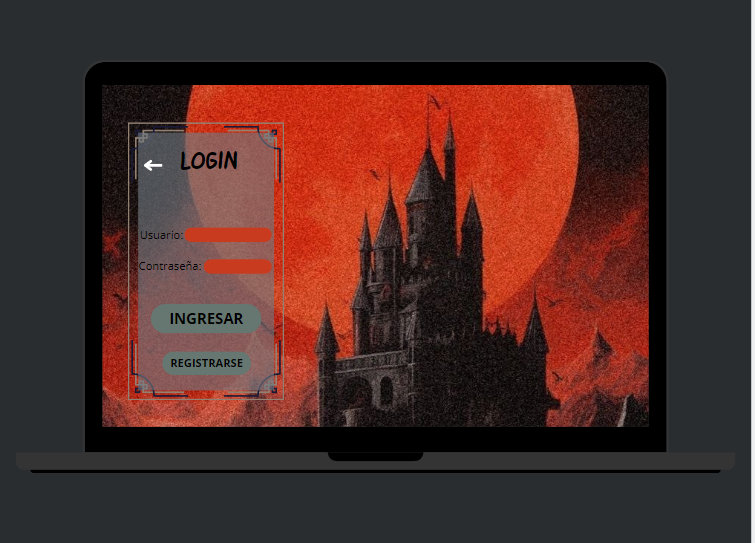 LOGIN
Usuario:
Contraseña:
INGRESAR
REGISTRARSE